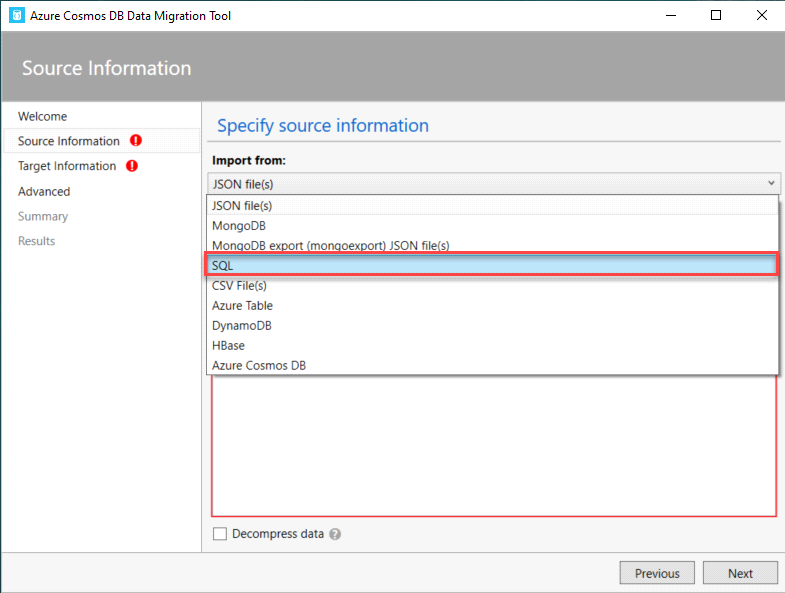 Azure Cosmos DB Data Migration Tool
Source Information
Welcome
Source Information
Target Information
Advanced
Summary
Results
Specify source information
Import from:
JSON file(s)
JSON file(s)
MongoDB
MongoDB export (mongoexport) JSON file(s)
SQL
CSV File(s)
Azure Table
DynamoDB
HBase
Azure Cosmos DB
Decompress data ?
Previous Next